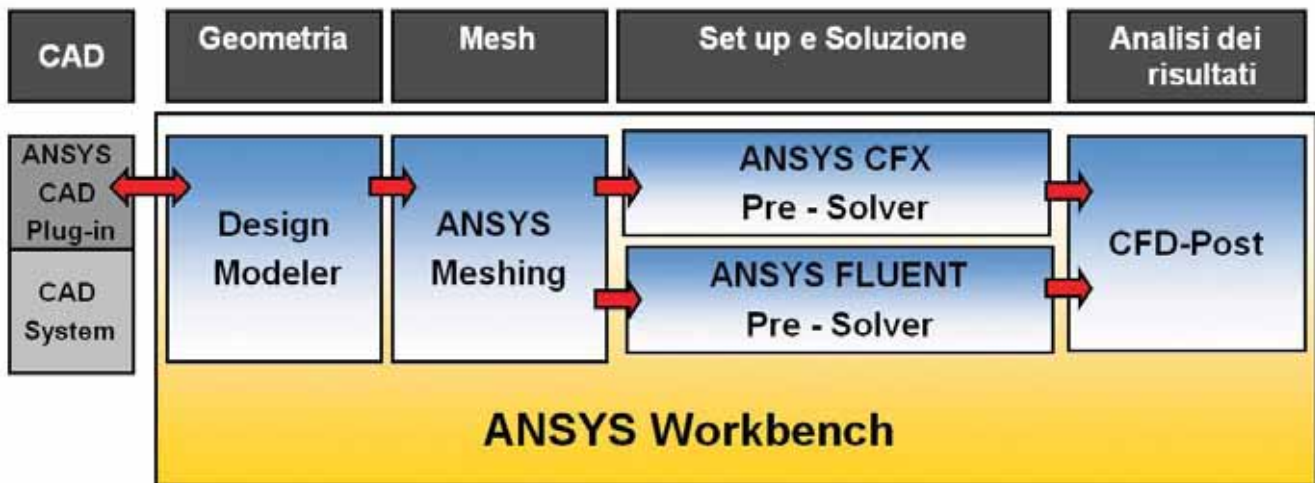 CAD
Geometria
Mesh
Set up e Soluzione
Analisi dei
risultati
ANSYS
CAD
Plug-in
CAD
System
Design
Modeler
ANSYS
Meshing
ANSYS CFX
Pre - Solver
ANSYS FLUENT
Pre - Solver
CFD-Post
ANSYS Workbench